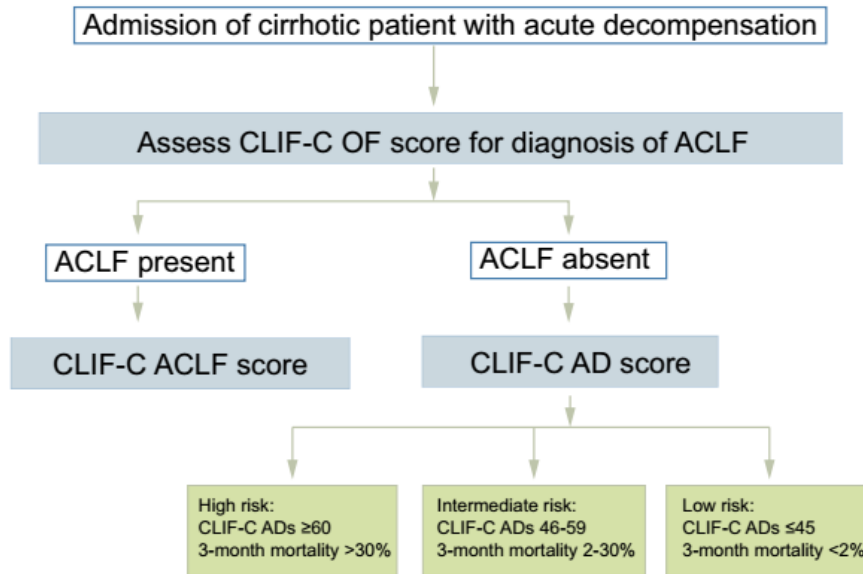 Admission of cirrhotic patient with acute decompensation
Assess CLIF-C OF score for diagnosis of ACLF
ACLF present
ACLF absent
CLIF-C ACLF score
CLIF-C AD score
High risk:
CLIF-C ADs ≥60
3-month mortality >30%
Intermediate risk:
CLIF-C ADs 46-59
3-month mortality 2-30%
Low risk:
CLIF-C ADs ≤45
3-month mortality <2%